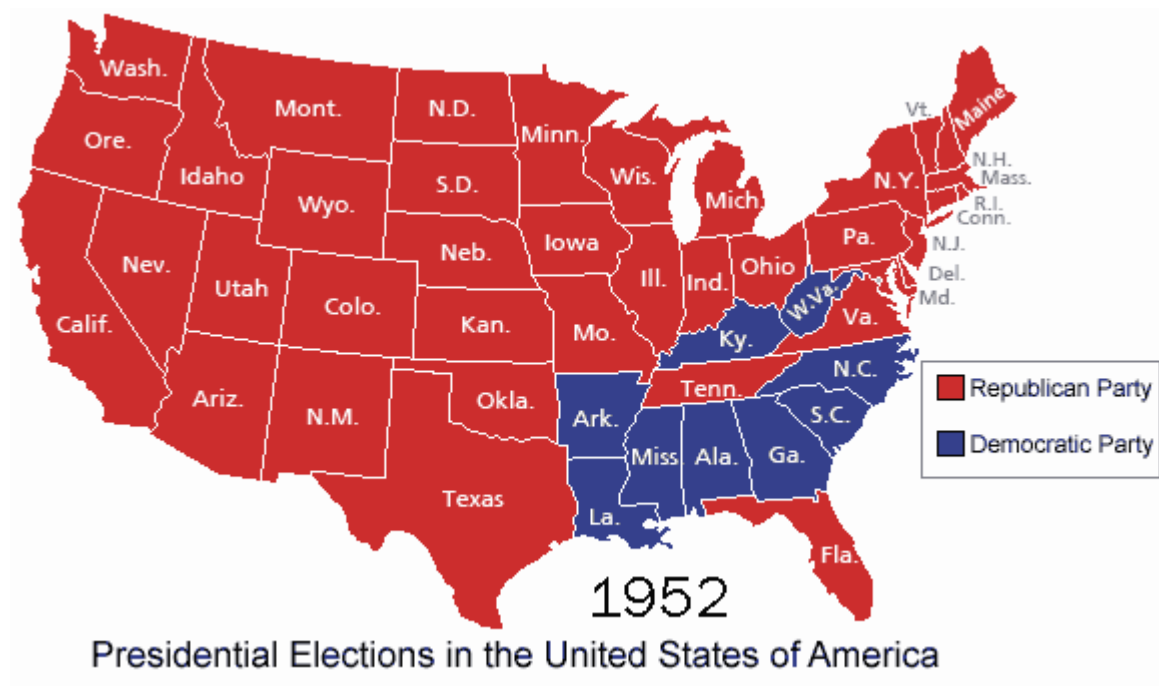 Wash.
Mont.
N.D.
Minn.
Vt.
Maine
Ore.
Idaho
Wyo.
S.D.
Wis.
Mich.
N.Y.
N.H.
Mass.
R.I.
Conn.
Nev.
Utah
Colo.
Neb.
Iowa
Ill.
Ind.
Ohio
Pa.
N.J.
Del.
Md.
Calif.
Kan.
Mo.
Ky.
W.Va.
Va.
Ariz.
N.M.
Okla.
Ark.
Tenn.
N.C.
S.C.
Texas
La.
Miss.
Ala.
Ga.
Fla.
Republican Party
Democratic Party
1952
Presidential Elections in the United States of America